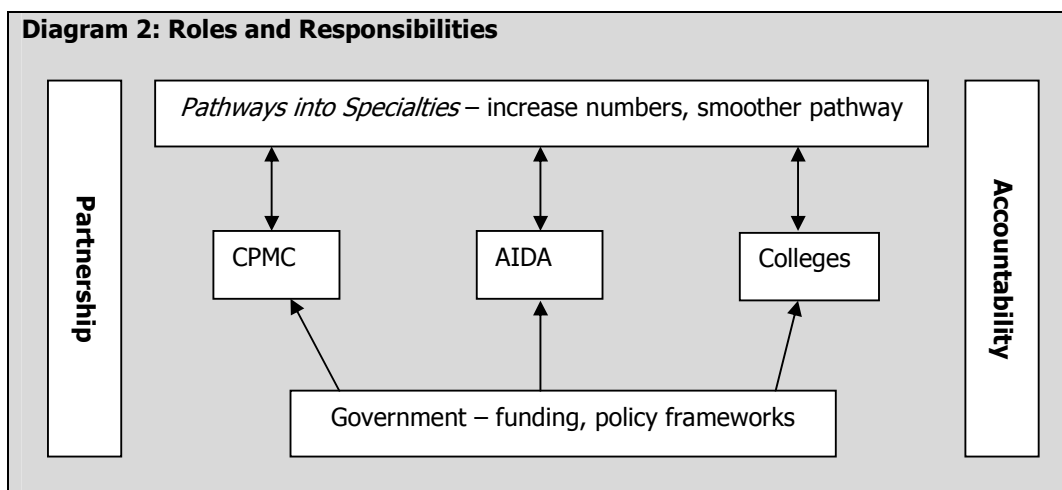 Diagram 2: Roles and Responsibilities
Partnership
Pathways into Specialties – increase numbers, smoother pathway
CPMC
AIDA
Colleges
Government – funding, policy frameworks
Accountability